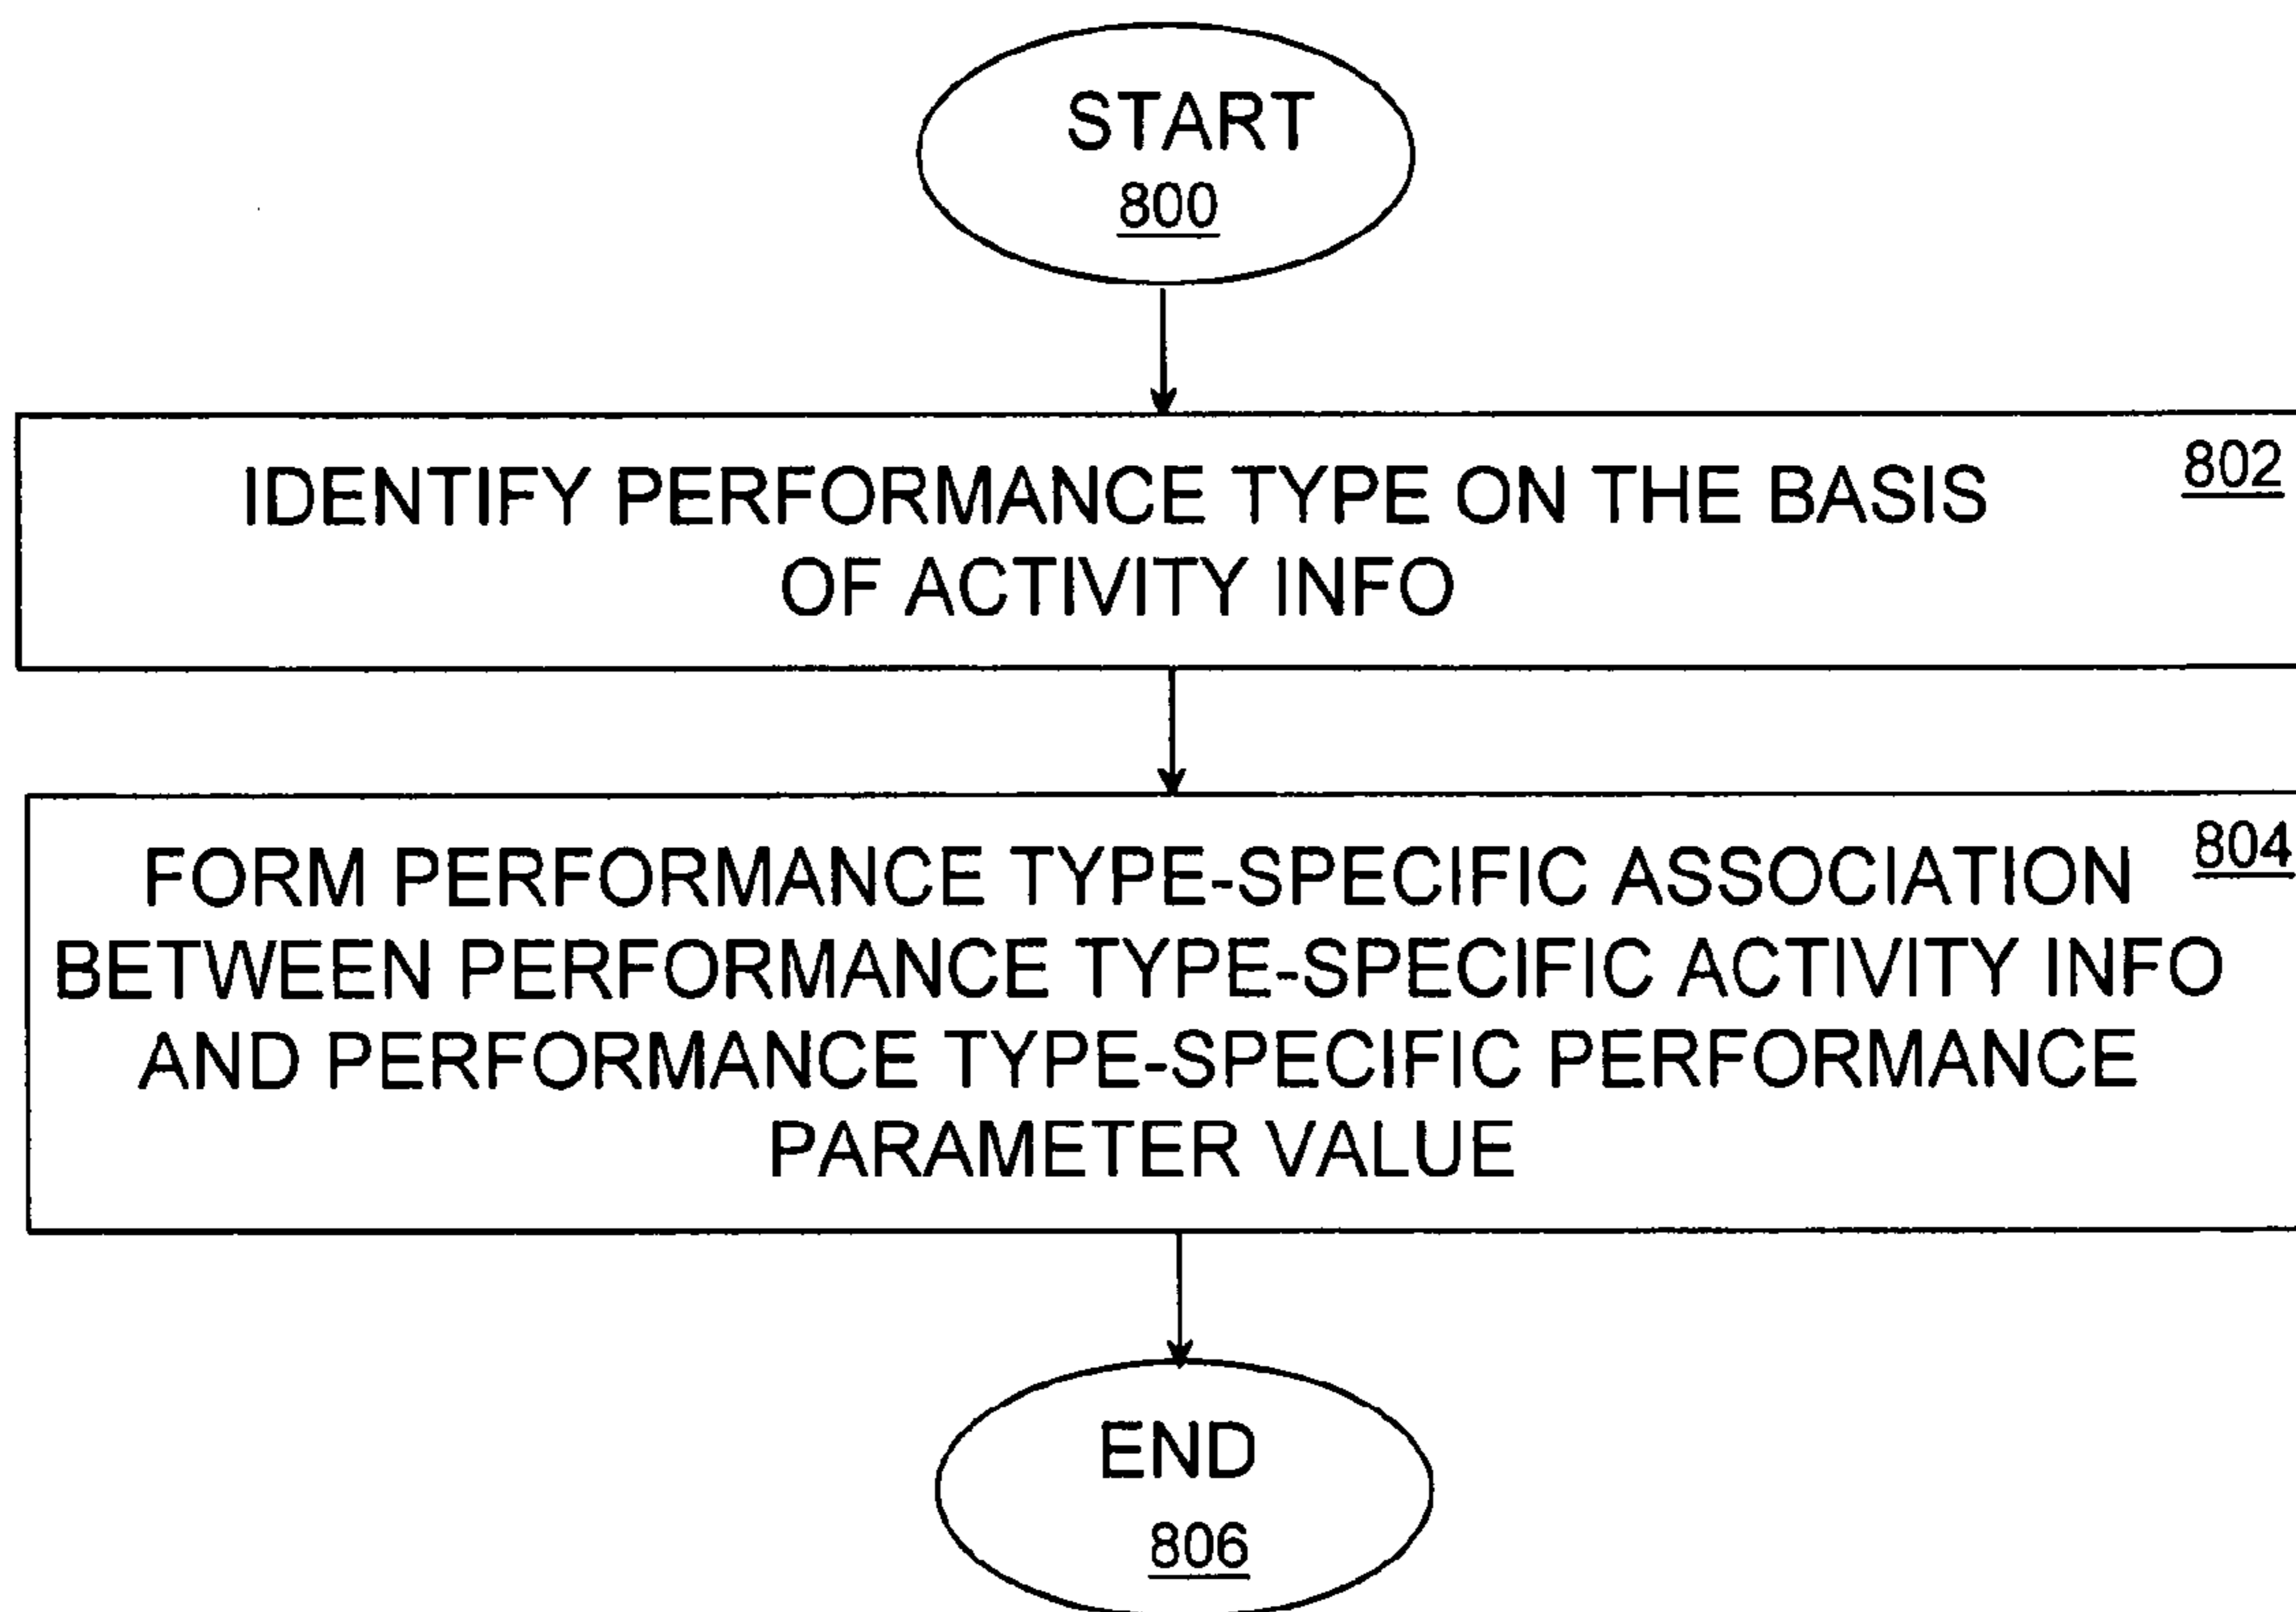 START
800
802
IDENTIFY PERFORMANCE TYPE ON THE BASIS
OF ACTIVITY INFO
804
FORM PERFORMANCE TYPE-SPECIFIC ASSOCIATION
BETWEEN PERFORMANCE TYPE-SPECIFIC ACTIVITY INFO
AND PERFORMANCE TYPE-SPECIFIC PERFORMANCE
PARAMETER VALUE
END
806